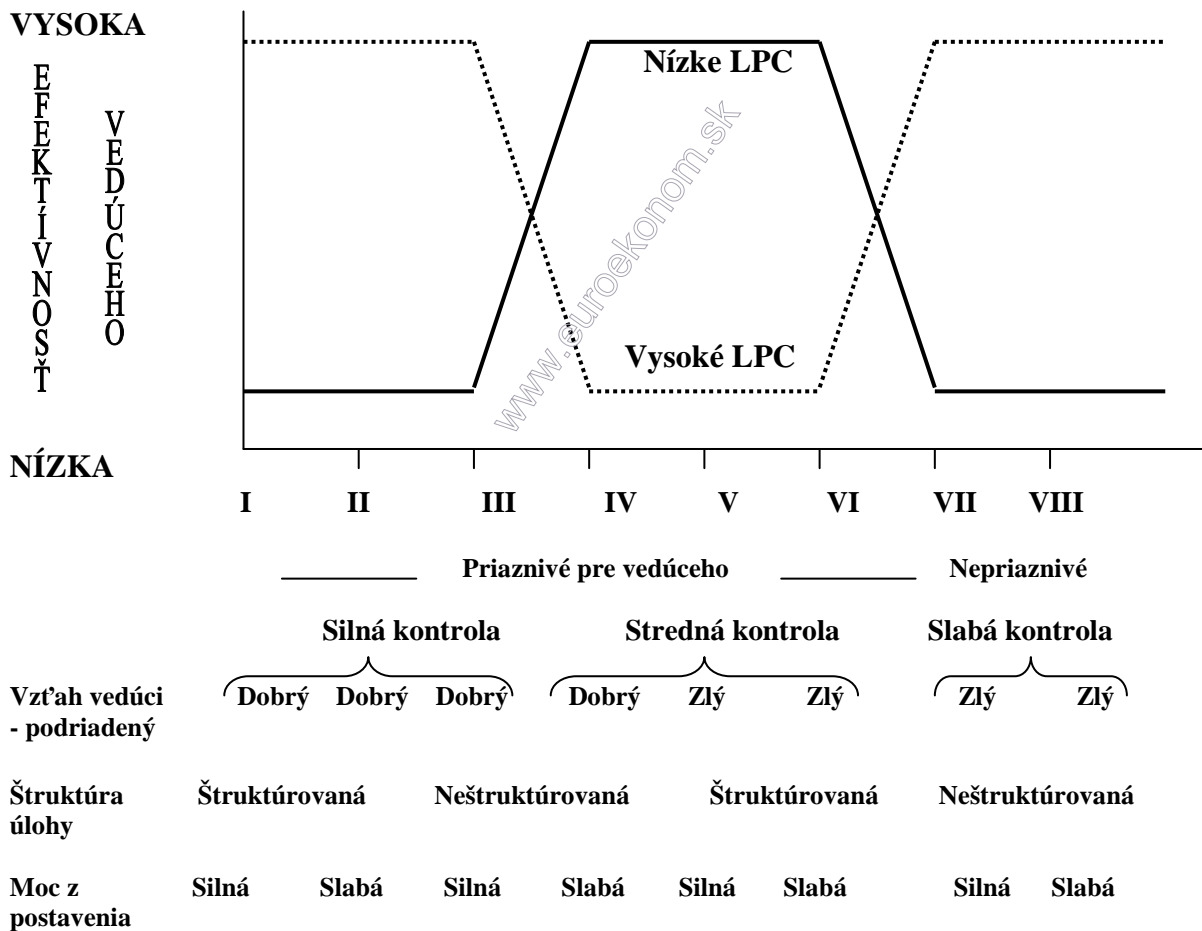 VYSOKA
EFEKTÍVNOSŤ
VEDÚCEHO
Nízke LPC
www.euroekonom.sk
Vysoké LPC
NÍZKA
I II III IV V VI VII VIII
Priaznivé pre vedúceho Nepriaznivé
Silná kontrola Stredná kontrola Slabá kontrola
Vzťah vedúci Dobrý Dobrý Dobrý Dobrý Zlý Zlý Zlý Zlý
- podriadený
Štruktúra Štruktúrovaná Neštruktúrovaná Štruktúrovaná Neštruktúrovaná
úlohy
Moc z Silná Slabá Silná Slabá Silná Slabá Silná Slabá
postavenia